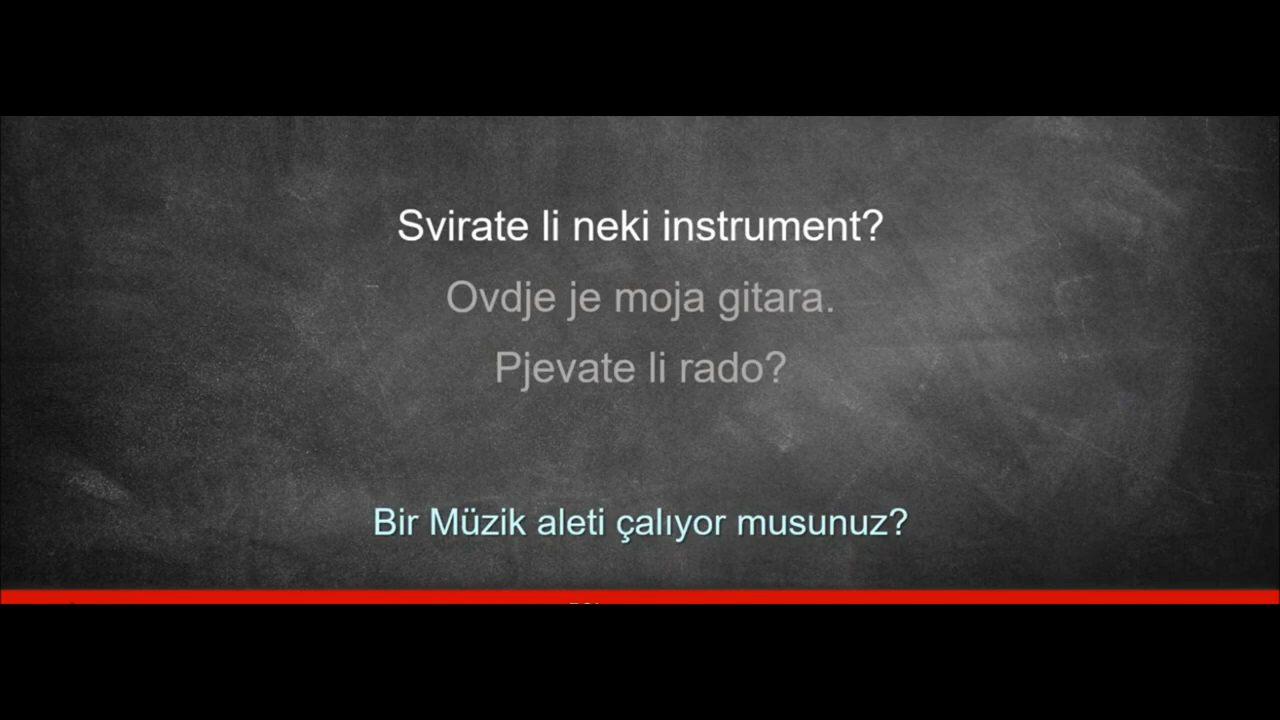 Svirate li neki instrument?
Ovdje je moja gitara.
Pjevate li rado?
Bir Müzik aleti çalıyor musunuz?